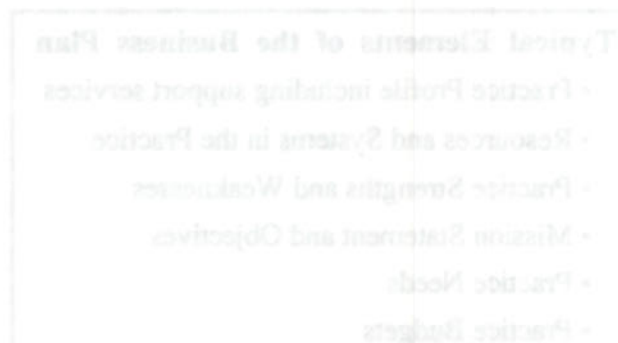 Typical Elements of the Business Plan
- Practice Profile including support services
- Resources and Systems in the Practice
- Practice Strengths and Weaknesses
- Mission Statement and Objectives
- Practice Needs
- Practice Budgets